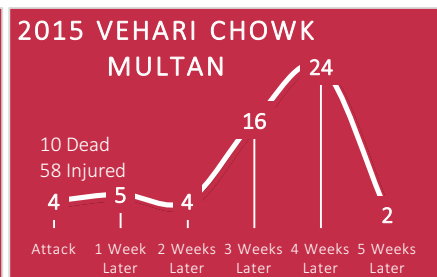 2015 VEHARI CHOWK
MULTAN
24
16
10 Dead
58 Injured
4 5 4 2
Attack 1 Week 2 Weeks 3 Weeks 4 Weeks 5 Weeks
Later Later Later Later Later